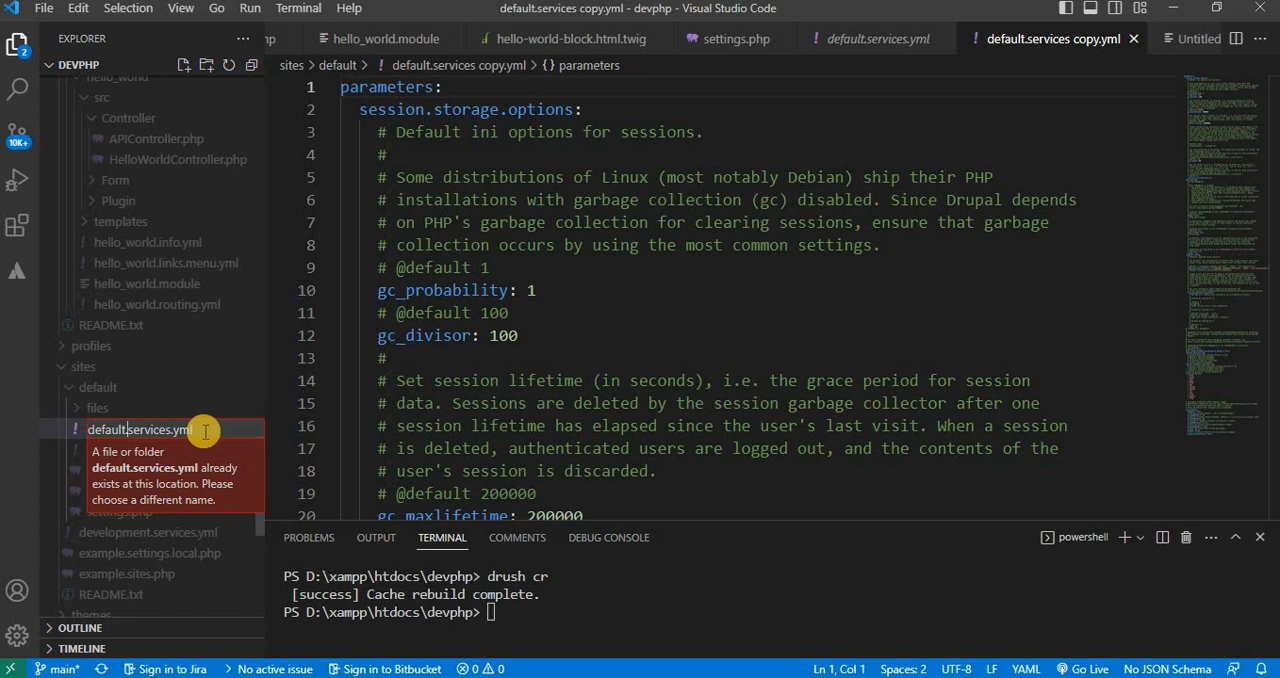 File Edit Selection View Go Run Terminal Help
default.services copy.yml - devphp - Visual Studio Code
EXPLORER
hp
hello_world.module
hello-world-block.html.twig
settings.php
default.services.yml
default.services copy.yml
Untitled
DEVPHP
sites > default > ! default.services copy.yml > {} parameters
2
10K+
hello_world
src
Controller
APIController.php
HelloWorldController.php
Form
Plugin
templates
hello_world.info.yml
hello_world.links.menu.yml
hello_world.module
hello_world.routing.yml
README.txt
profiles
sites
default
files
default.services.yml
A file or folder
default.services.yml already
exists at this location. Please
choose a different name.
settings.php
development.services.yml
example.settings.local.php
example.sites.php
README.txt
themes
OUTLINE
TIMELINE
1 parameters:
2 session.storage.options:
3 # Default ini options for sessions.
4 #
5 # Some distributions of Linux (most notably Debian) ship their PHP
6 # installations with garbage collection (gc) disabled. Since Drupal depends
7 # on PHP's garbage collection for clearing sessions, ensure that garbage
8 # collection occurs by using the most common settings.
9 # @default 1
10 gc_probability: 1
11 # @default 100
12 gc_divisor: 100
13 #
14 # Set session lifetime (in seconds), i.e. the grace period for session
15 # data. Sessions are deleted by the session garbage collector after one
16 # session lifetime has elapsed since the user's last visit. When a session
17 # is deleted, authenticated users are logged out, and the contents of the
18 # user's session is discarded.
19 # @default 200000
20 gc_maxlifetime: 200000
PROBLEMS OUTPUT TERMINAL COMMENTS DEBUG CONSOLE
powershell
PS D:\xampp\htdocs\devphp> drush cr
[success] Cache rebuild complete.
PS D:\xampp\htdocs\devphp>
main* Sign in to Jira No active issue Sign in to Bitbucket 0 0
Ln 1, Col 1 Spaces: 2 UTF-8 LF YAML Go Live No JSON Schema